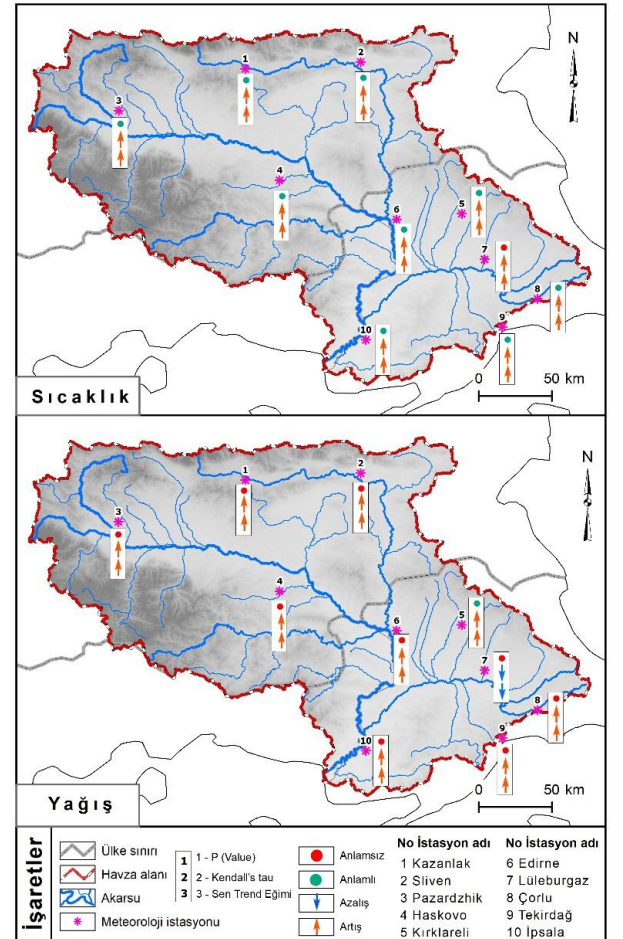 1
2
N
3
4
5
6
7
8
9
10
0 50 km
Sıcaklık
1
2
N
3
4
5
6
7
8
9
10
0 50 km
Yağış
İşaretler
Ülke sınırı
Havza alanı
Akarsu
Meteoroloji istasyonu
1 1 - P (Value)
2 2 - Kendall's tau
3 3 - Sen Trend Eğimi
Anlamsız
Anlamlı
Azalış
Artış
No İstasyon adı
1 Kazanlak
2 Sliven
3 Pazardzhik
4 Haskovo
5 Kırklareli
No İstasyon adı
6 Edirne
7 Lüleburgaz
8 Çorlu
9 Tekirdağ
10 İpsala